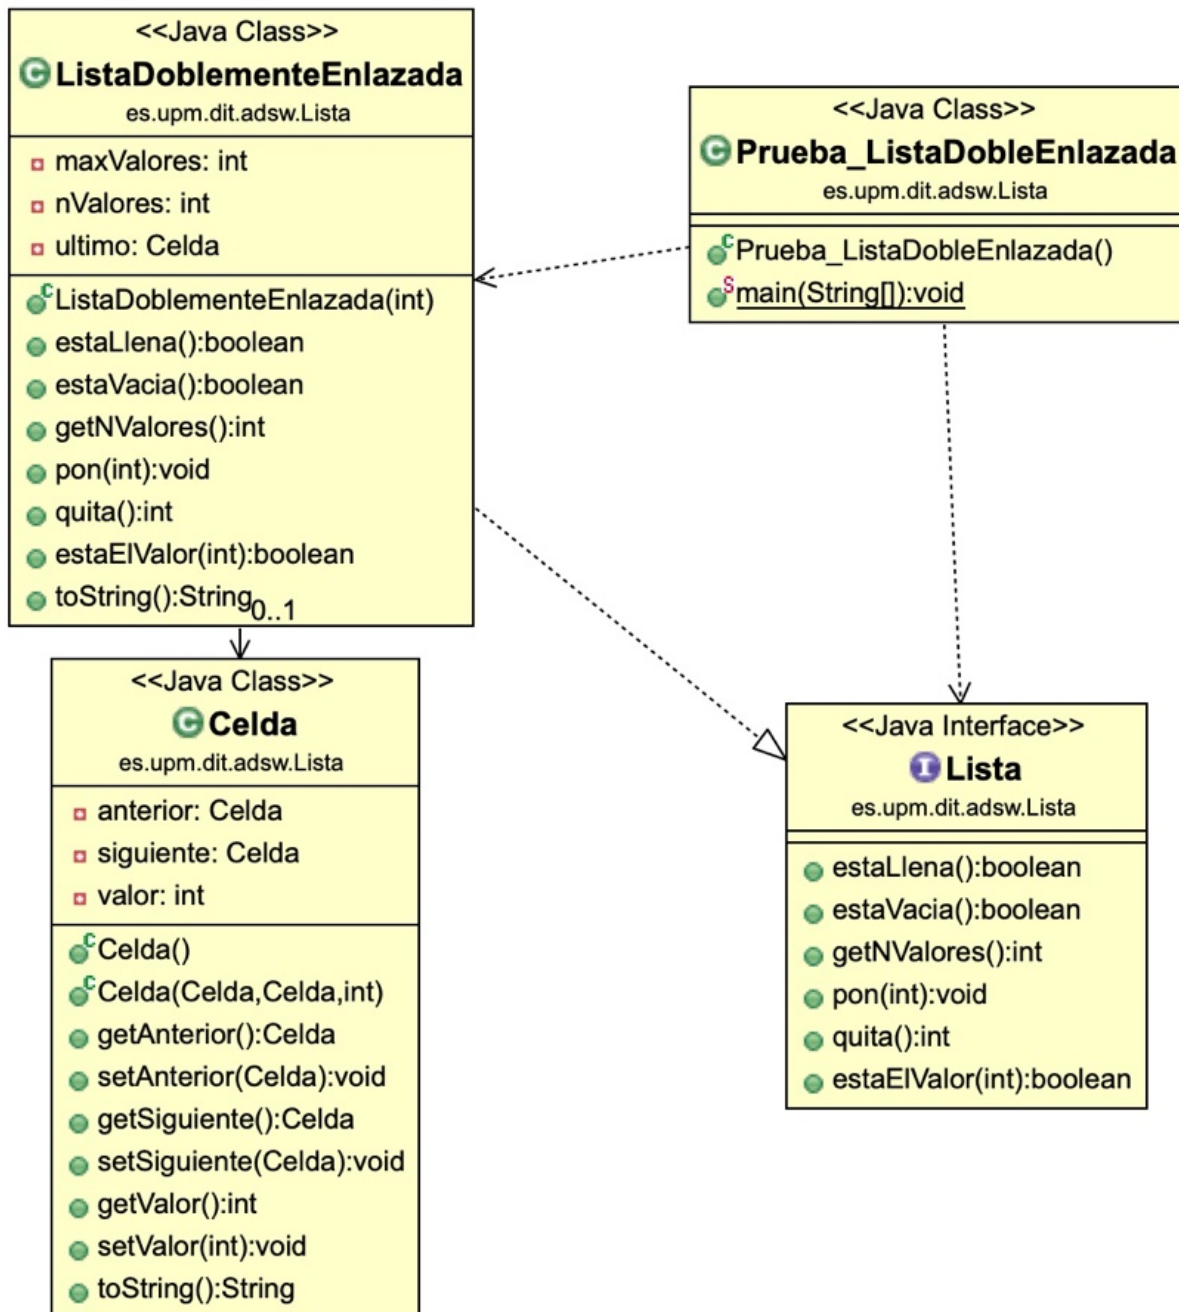 <<Java Class>>
C ListaDoblementeEnlazada
es.upm.dit.adsw.Lista
maxValores: int
nValores: int
ultimo: Celda
C ListaDoblementeEnlazada(int)
estaLlena():boolean
estaVacia():boolean
getNValores():int
pon(int):void
quita():int
estaElValor(int):boolean
toString():String
0..1
<<Java Class>>
C Prueba_ListaDobleEnlazada
es.upm.dit.adsw.Lista
C Prueba_ListaDobleEnlazada()
S main(String[]):void
<<Java Class>>
C Celda
es.upm.dit.adsw.Lista
anterior: Celda
siguiente: Celda
valor: int
C Celda()
C Celda(Celda,Celda,int)
getAnterior():Celda
setAnterior(Celda):void
getSiguiente():Celda
setSiguiente(Celda):void
getValor():int
setValor(int):void
toString():String
<<Java Interface>>
I Lista
es.upm.dit.adsw.Lista
estaLlena():boolean
estaVacia():boolean
getNValores():int
pon(int):void
quita():int
estaElValor(int):boolean